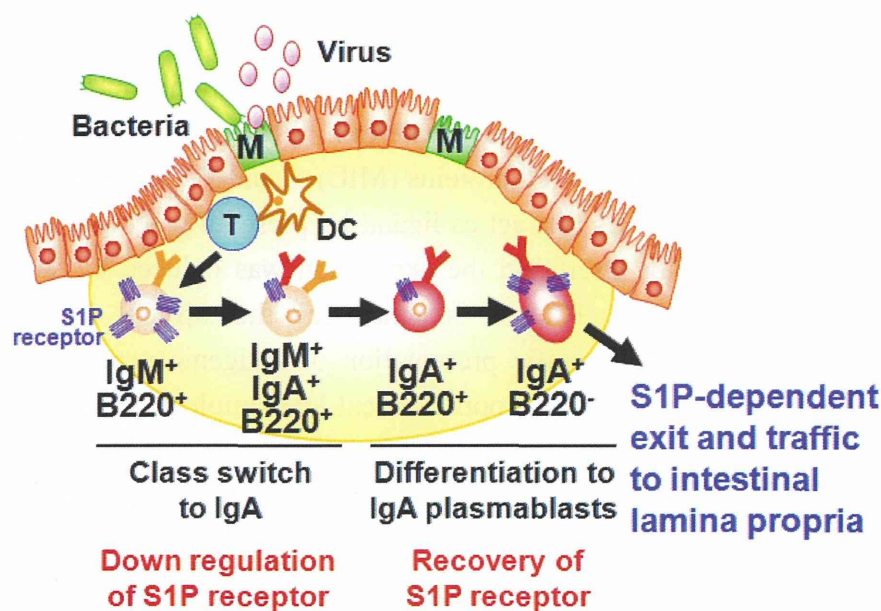 Virus
Bacteria
M
M
T
DC
S1P
receptor
IgM⁺
B220⁺
IgM⁺
IgA⁺
B220⁺
IgA⁺
B220⁺
IgA⁺
B220⁻
S1P-dependent
exit and traffic
to intestinal
lamina propria
Class switch
to IgA
Differentiation to
IgA plasmablasts
Down regulation
of S1P receptor
Recovery of
S1P receptor